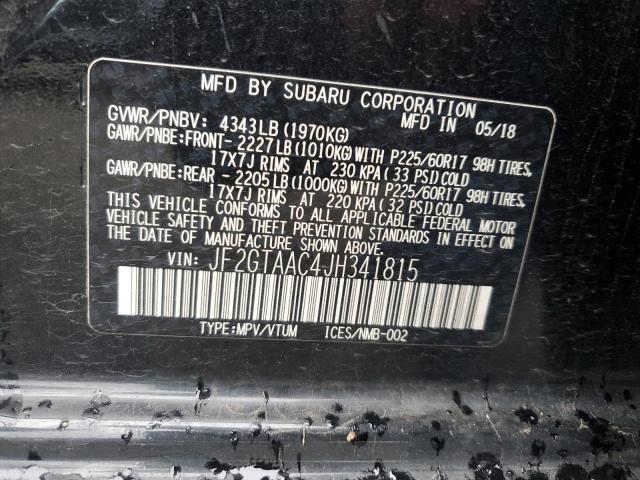 MFD BY SUBARU CORPORATION
GVWR/PNBV: 4343LB (1970KG) MFD IN 05/18
GAWR/PNBE:FRONT- 2227LB (1010KG) WITH P225/60R17 98H TIRES,
17X7J RIMS AT 230 KPA ( 33 PSI) COLD
GAWR/PNBE:REAR - 2205LB (1000KG) WITH P225/60R17 98H TIRES,
17X7J RIMS AT 220 KPA ( 32 PSI) COLD
THIS VEHICLE CONFORMS TO ALL APPLICABLE FEDERAL MOTOR
VEHICLE SAFETY AND THEFT PREVENTION STANDARDS IN EFFECT ON
THE DATE OF MANUFACTURE SHOWN ABOVE.
VIN: JF2GTAAC4JH341815
TYPE:MPV/VTUM ICES/NMB-002